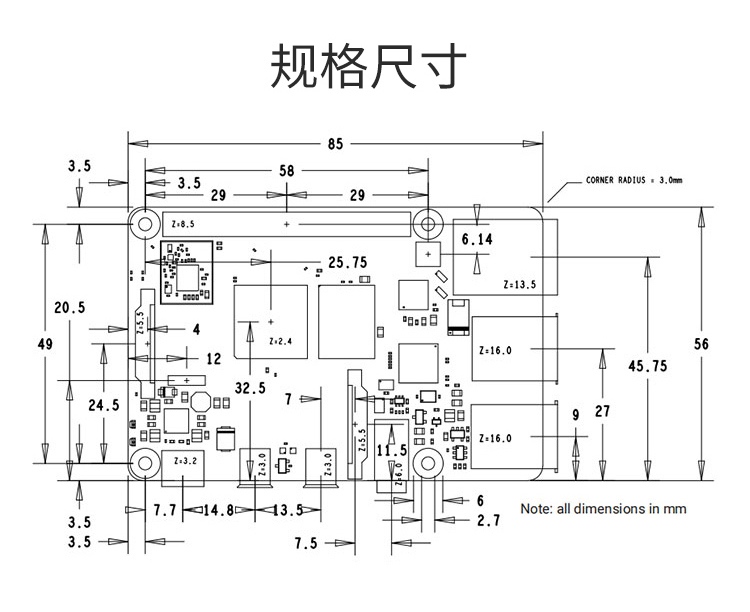 规格尺寸
85
3.5
58
CORNER RADIUS = 3.0mm
3.5
29
29
Z=8.5
6.14
25.75
Z=13.5
20.5
Z=5.5
4
49
Z=2.4
56
12
Z=16.0
45.75
32.5
7
24.5
27
9
Z=5.5
Z=16.0
11.5
Z=3.2
Z=3.0
Z=3.0
Z=6.0
6
3.5
7.7
14.8
13.5
Note: all dimensions in mm
2.7
3.5
7.5